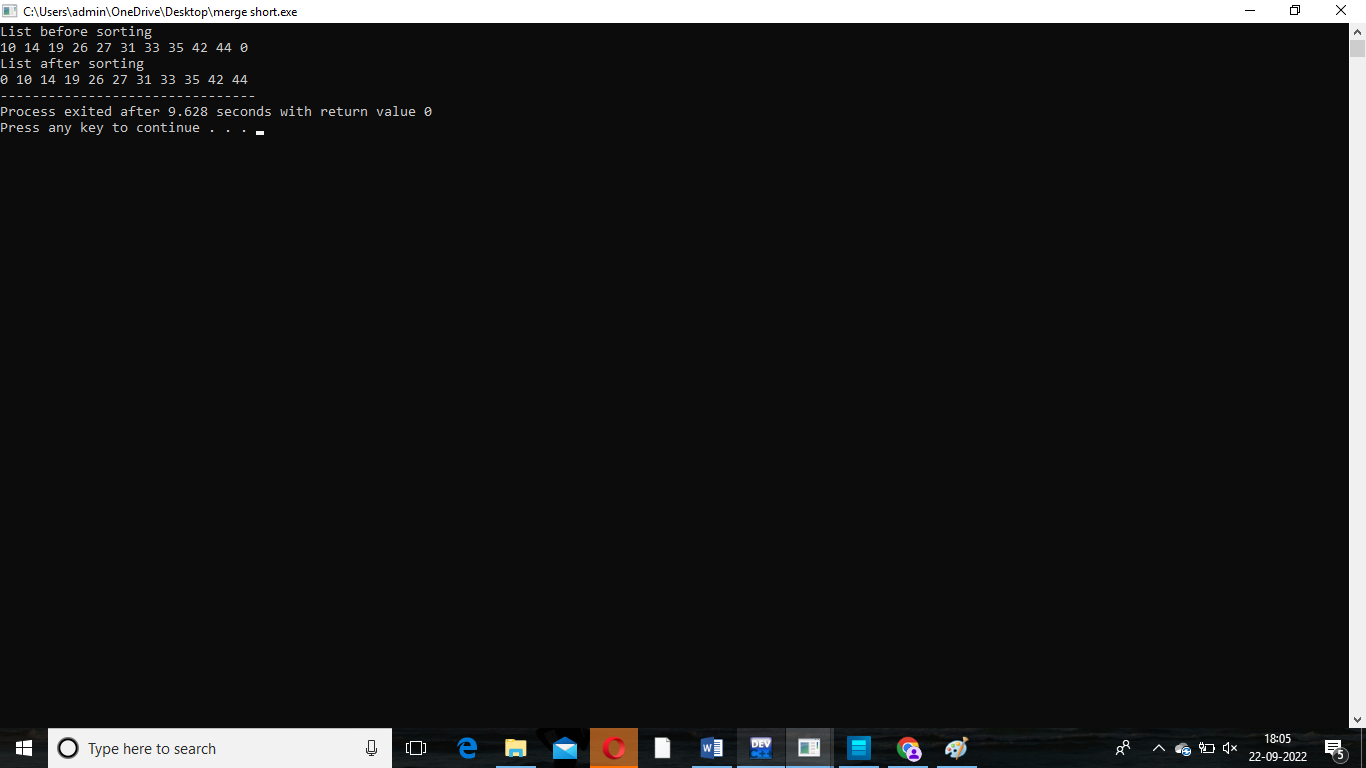 C:\Users\admin\OneDrive\Desktop\merge short.exe
List before sorting
10 14 19 26 27 31 33 35 42 44 0
List after sorting
0 10 14 19 26 27 31 33 35 42 44
--------------------------------
Process exited after 9.628 seconds with return value 0
Press any key to continue . . .
Type here to search
DEV
18:05
22-09-2022
5